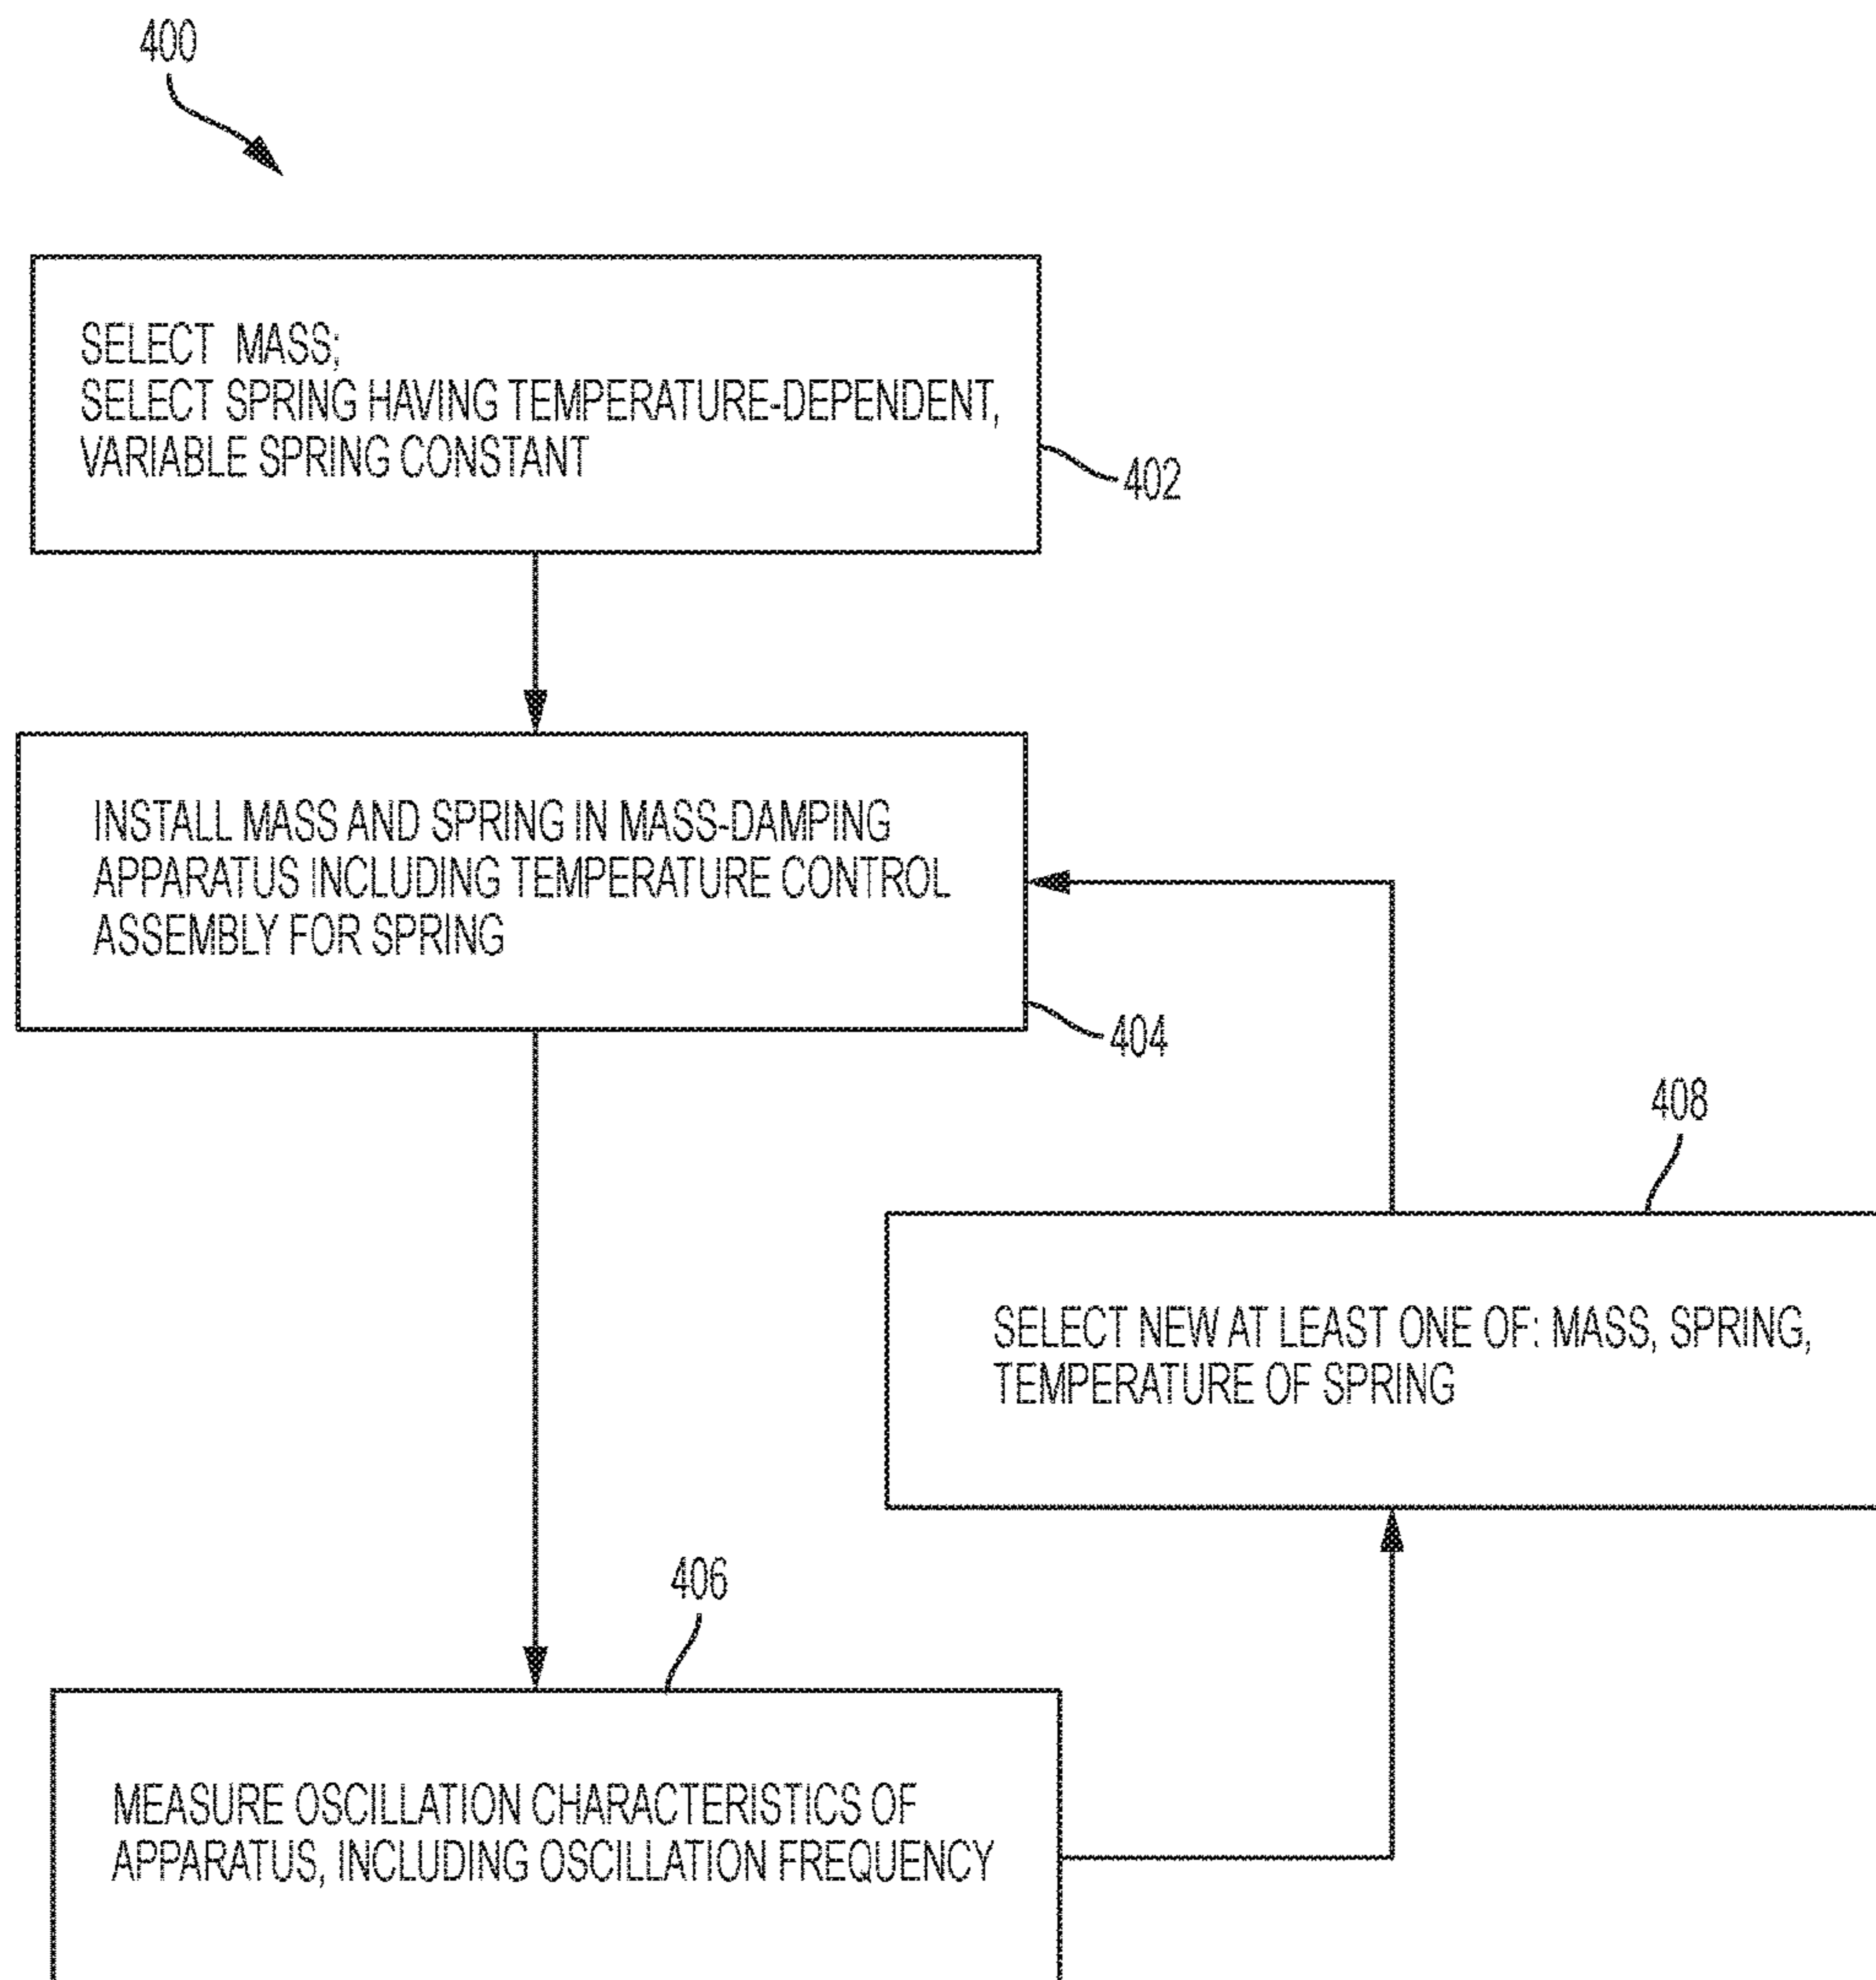 400
SELECT MASS;
SELECT SPRING HAVING TEMPERATURE-DEPENDENT,
VARIABLE SPRING CONSTANT
402
INSTALL MASS AND SPRING IN MASS-DAMPING
APPARATUS INCLUDING TEMPERATURE CONTROL
ASSEMBLY FOR SPRING
404
408
SELECT NEW AT LEAST ONE OF: MASS, SPRING,
TEMPERATURE OF SPRING
406
MEASURE OSCILLATION CHARACTERISTICS OF
APPARATUS, INCLUDING OSCILLATION FREQUENCY